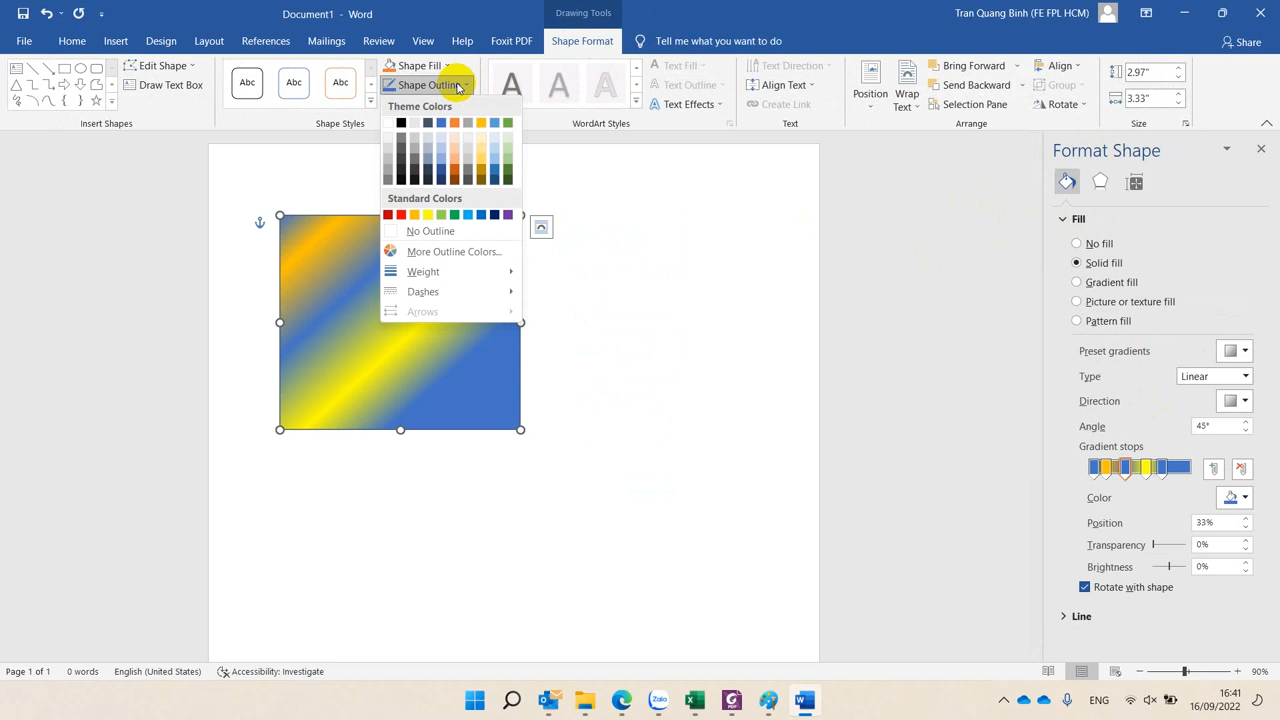 Document1 - Word
Drawing Tools
Tran Quang Binh (FE FPL HCM)
File Home Insert Design Layout References Mailings Review View Help Foxit PDF Shape Format Tell me what you want to do Share
Edit Shape
Draw Text Box
Insert Shapes
Abc Abc Abc
Shape Styles
Shape Fill
Shape Outline
A A A
WordArt Styles
Text Fill
Text Outline
Text Effects
Text Direction
Align Text
Create Link
Text
Position
Wrap
Text
Bring Forward
Send Backward
Selection Pane
Align
Rotate
Arrange
2.97"
3.33"
Size
Theme Colors
Standard Colors
No Outline
More Outline Colors...
Weight
Dashes
Arrows
Format Shape
Fill
No fill
Solid fill
Gradient fill
Picture or texture fill
Pattern fill
Preset gradients
Type Linear
Direction
Angle 45°
Gradient stops
Color
Position 33%
Transparency 0%
Brightness 0%
Rotate with shape
Line
Page 1 of 1 0 words English (United States) Accessibility: Investigate 90%
Zalo
PDF
ENG
16:41
16/09/2022